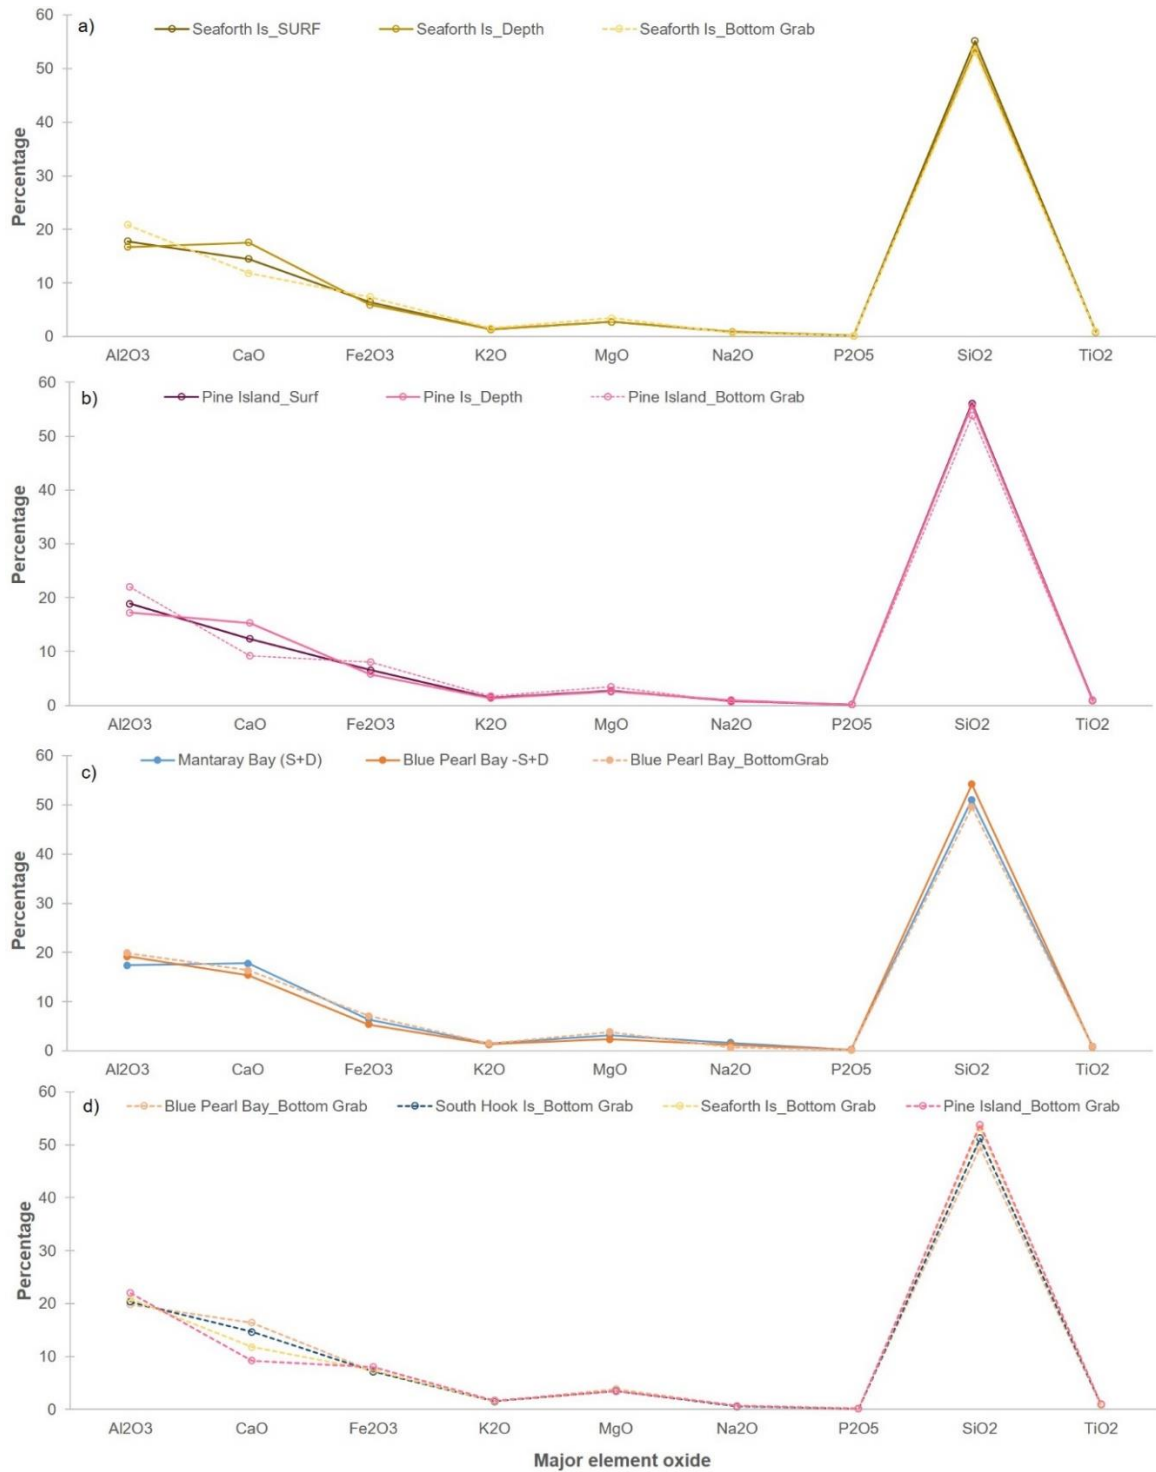 a)
Seaforth Is_SURF Seaforth Is_Depth Seaforth Is_Bottom Grab
60
50
40
30
20
10
0
Percentage
Al2O3 CaO Fe2O3 K2O MgO Na2O P2O5 SiO2 TiO2
b)
Pine Island_Surf Pine Is_Depth Pine Island_Bottom Grab
60
50
40
30
20
10
0
Percentage
Al2O3 CaO Fe2O3 K2O MgO Na2O P2O5 SiO2 TiO2
c)
Mantaray Bay (S+D) Blue Pearl Bay -S+D Blue Pearl Bay_BottomGrab
60
50
40
30
20
10
0
Percentage
Al2O3 CaO Fe2O3 K2O MgO Na2O P2O5 SiO2 TiO2
d)
Blue Pearl Bay_Bottom Grab South Hook Is_Bottom Grab Seaforth Is_Bottom Grab Pine Island_Bottom Grab
60
50
40
30
20
10
0
Percentage
Al2O3 CaO Fe2O3 K2O MgO Na2O P2O5 SiO2 TiO2
Major element oxide